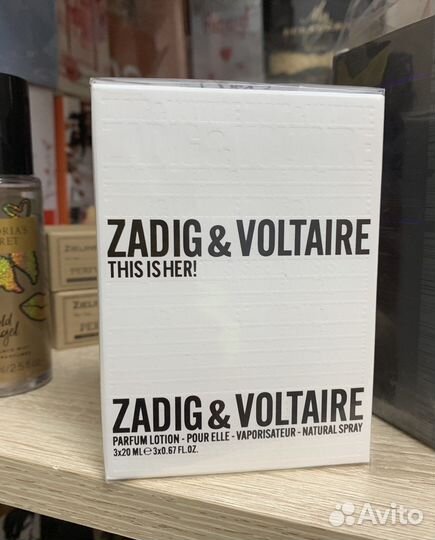 ZADIG & VOLTAIRE
THIS IS HER!
ZADIG & VOLTAIRE
PARFUM LOTION - POUR ELLE - VAPORISATEUR - NATURAL SPRAY
3x20 ML ℮ 3x0.67 FL.OZ.
Avito